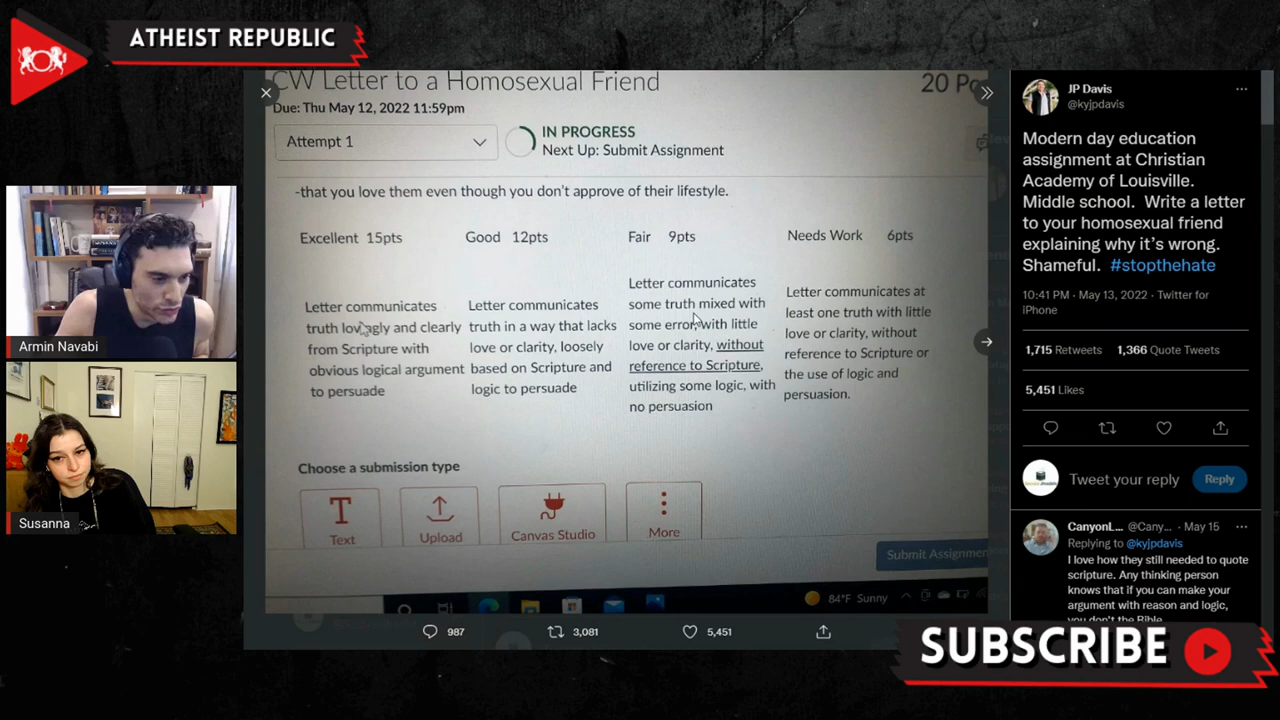 ATHEIST REPUBLIC
CW Letter to a Homosexual Friend
20 Po
Due: Thu May 12, 2022 11:59pm
Attempt 1
IN PROGRESS
Next Up: Submit Assignment
-that you love them even though you don't approve of their lifestyle.
Excellent 15pts
Good 12pts
Fair 9pts
Needs Work 6pts
Letter communicates
truth lovingly and clearly
from Scripture with
obvious logical argument
to persuade
Letter communicates
truth in a way that lacks
love or clarity, loosely
based on Scripture and
logic to persuade
Letter communicates
some truth mixed with
some error, with little
love or clarity, without
reference to Scripture,
utilizing some logic, with
no persuasion
Letter communicates at
least one truth with little
love or clarity, without
reference to Scripture or
the use of logic and
persuasion.
Choose a submission type
Text
Upload
Canvas Studio
More
Submit Assignmen
84°F Sunny
987
3,081
5,451
JP Davis
@kyjpdavis
Modern day education
assignment at Christian
Academy of Louisville.
Middle school. Write a letter
to your homosexual friend
explaining why it's wrong.
Shameful. #stopthehate
10:41 PM · May 13, 2022 · Twitter for
iPhone
1,715 Retweets 1,366 Quote Tweets
5,451 Likes
Tweet your reply
Reply
CanyonL... @Cany... · May 15
Replying to @kyjpdavis
I love how they still needed to quote
scripture. Any thinking person
knows that if you can make your
argument with reason and logic,
you don't the Bible
Armin Navabi
Susanna
SUBSCRIBE